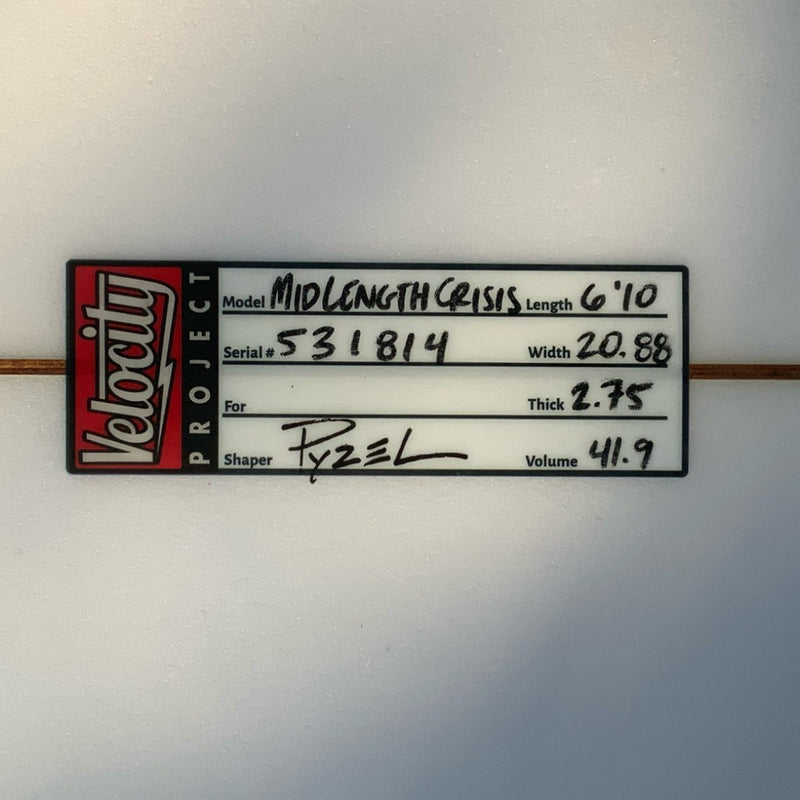 Velocity
PROJECT
Model MIDLENGTH CRISIS Length 6'10
Serial # 531814 Width 20.88
For Thick 2.75
Shaper PYZEL Volume 41.9